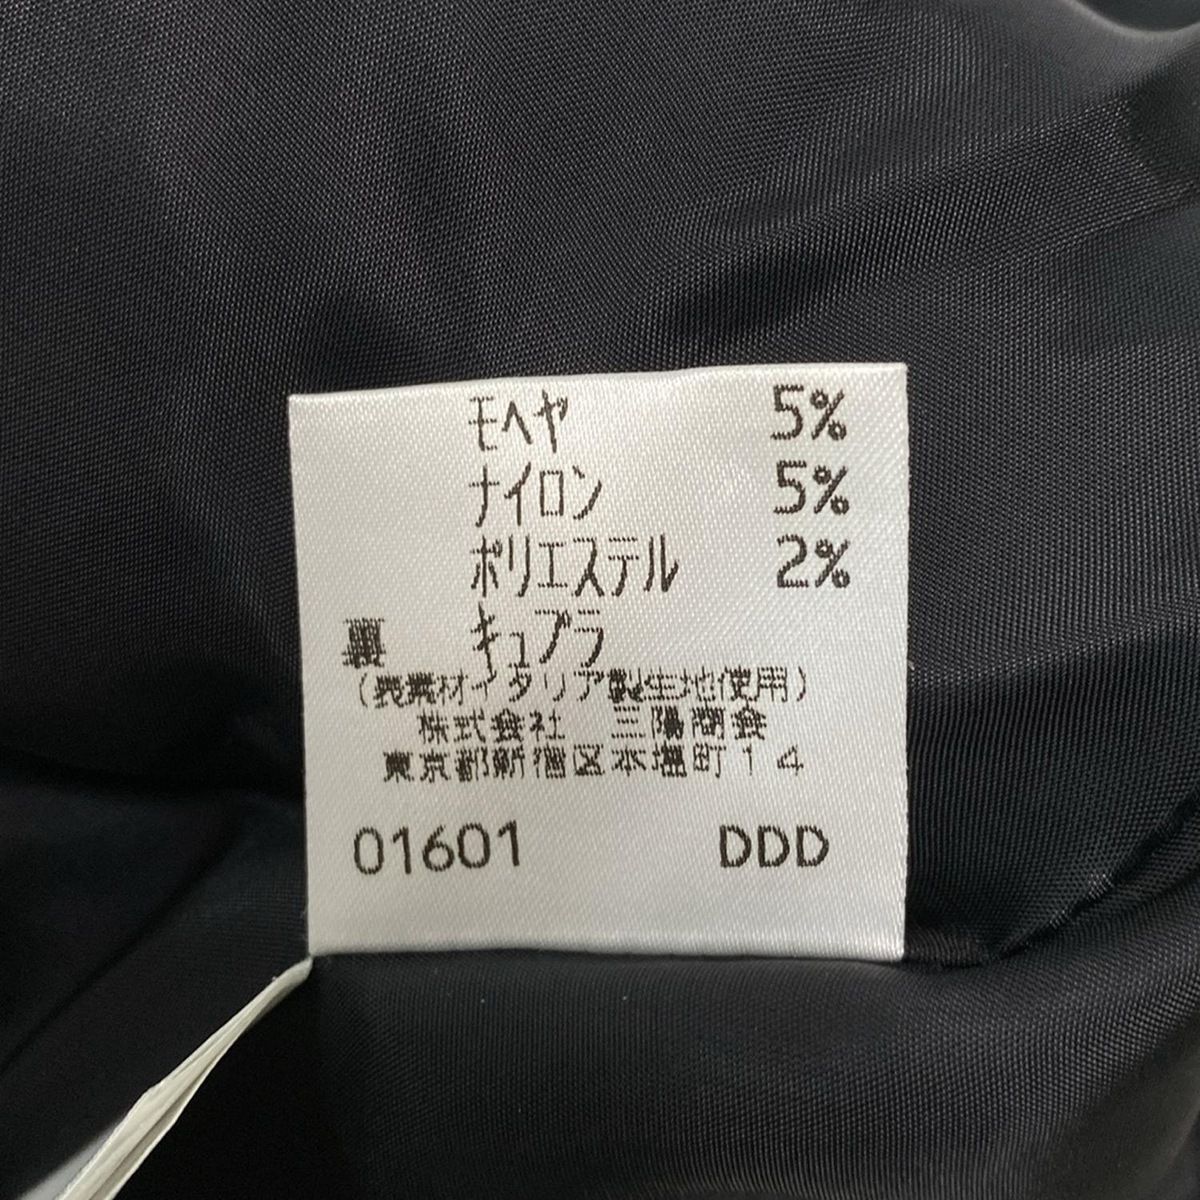 モヘヤ 5%
ナイロン 5%
ポリエステル 2%
裏 キュプラ
(表素材イタリア製生地使用)
株式会社 三陽商会
東京都新宿区本塩町14
01601 DDD